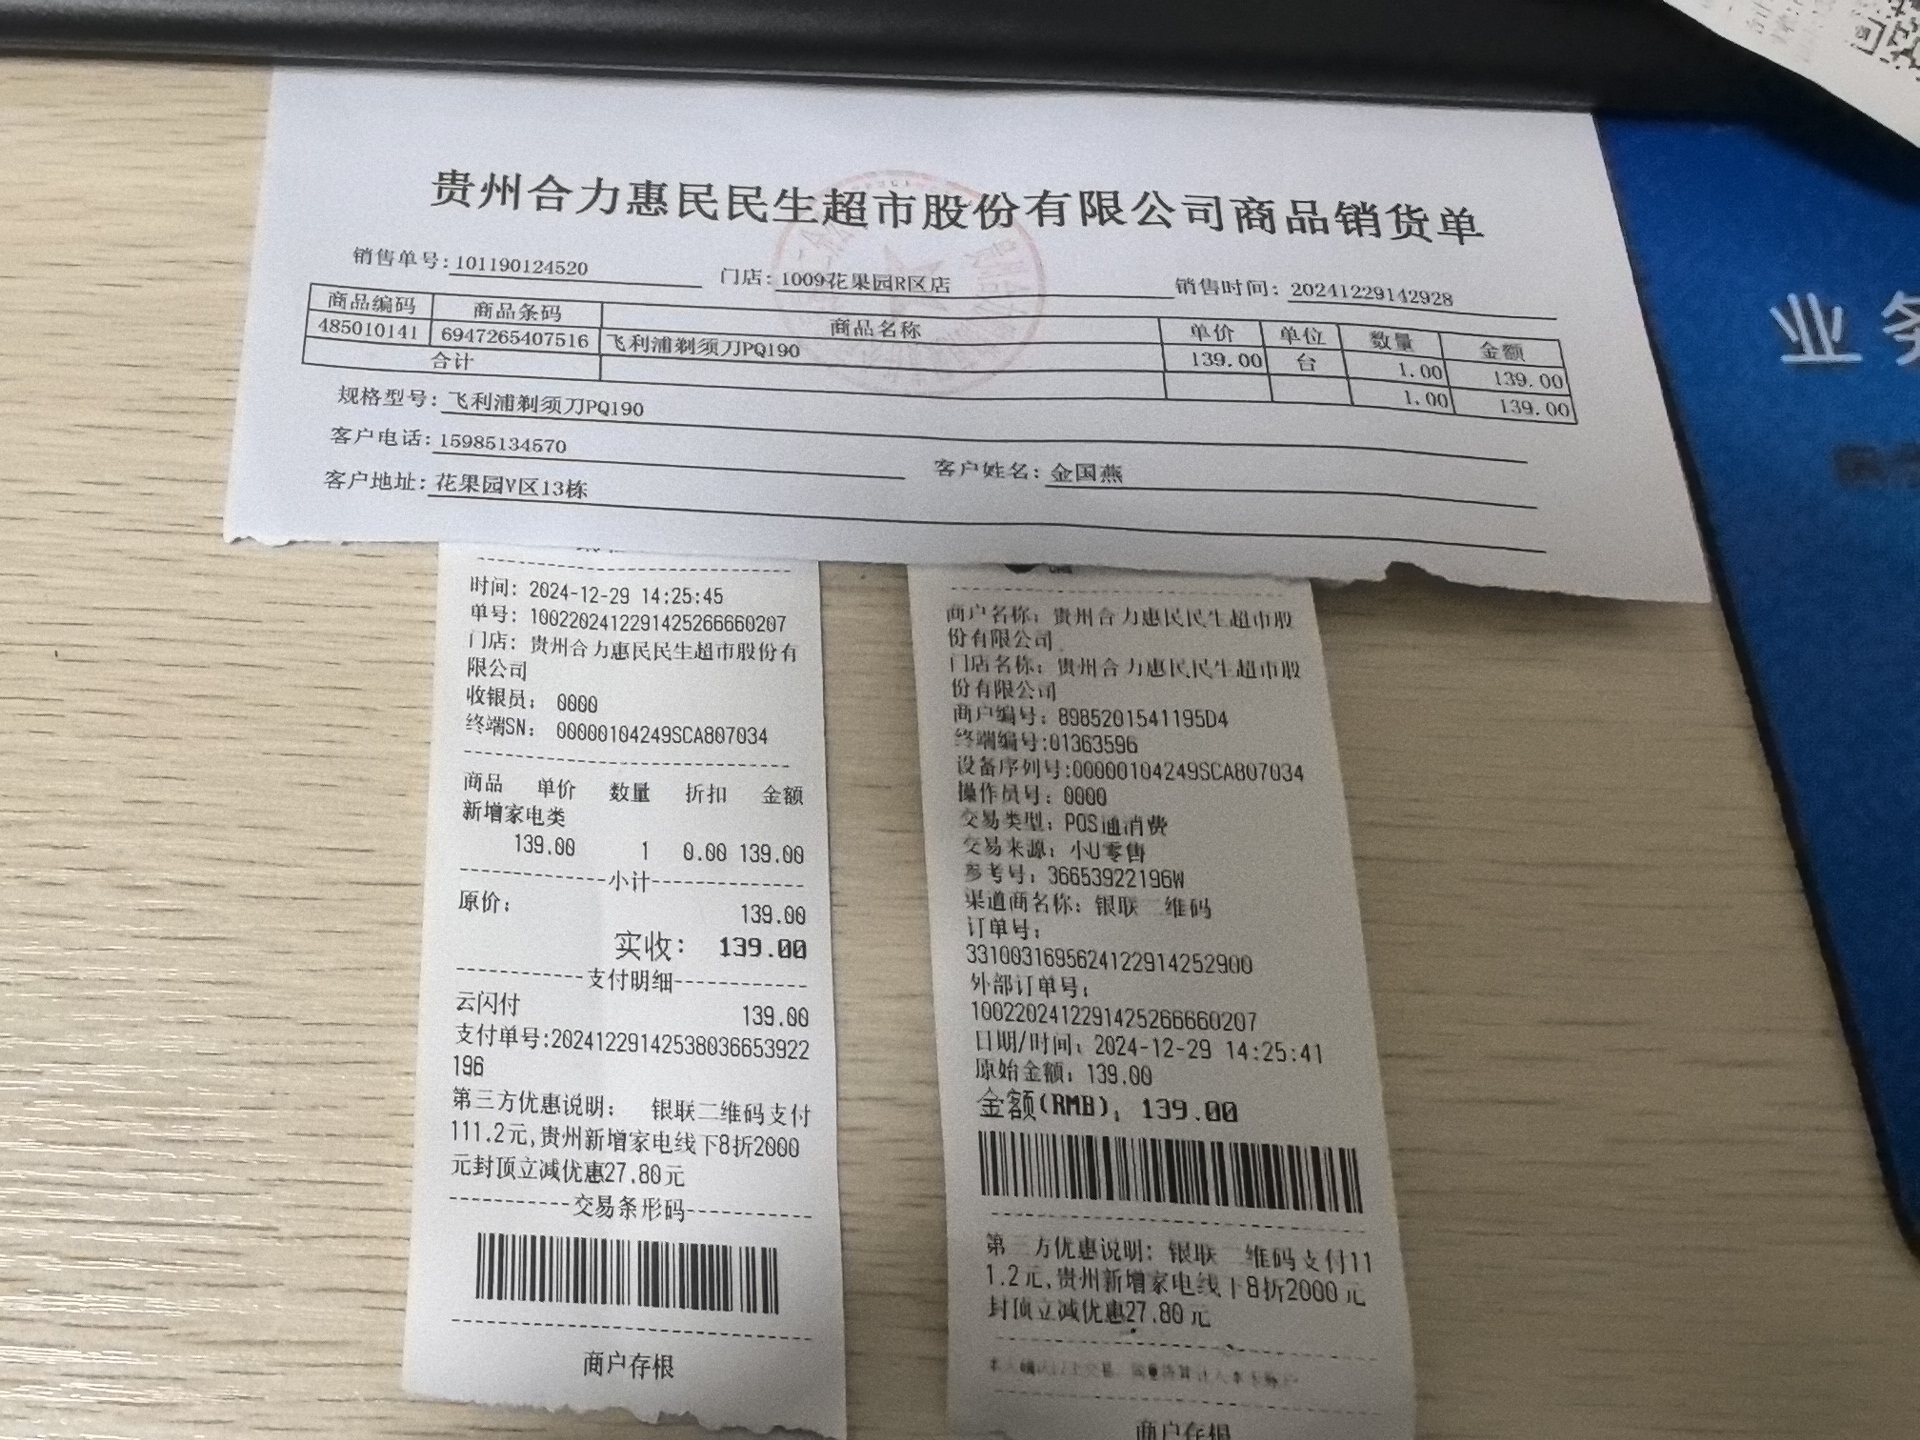 贵州合力惠民民生超市股份有限公司商品销货单
销售单号: 101190124520 门店: 1009花果园R区店 销售时间: 20241229142928
商品编码 商品条码 商品名称 单价 单位 数量 金额
485010141 6947265407516 飞利浦剃须刀PQ190 139.00 台 1.00 139.00
合计 1.00 139.00
规格型号: 飞利浦剃须刀PQ190
客户电话: 15985134570 客户姓名: 金国燕
客户地址: 花果园V区13栋
时间: 2024-12-29 14:25:45
单号: 10022024122914252666660207
门店: 贵州合力惠民民生超市股份有
限公司
收银员: 0000
终端SN: 00000104249SCA807034
商品 单价 数量 折扣 金额
新增家电类
139.00 1 0.00 139.00
小计
原价: 139.00
实收: 139.00
支付明细
云闪付 139.00
支付单号:20241229142538036653922
196
第三方优惠说明: 银联二维码支付
111.2元,贵州新增家电线下8折2000
元封顶立减优惠27.80元
交易条形码
商户存根
商户名称: 贵州合力惠民民生超市股
份有限公司
门店名称: 贵州合力惠民民生超市股
份有限公司
商户编号: 8985201541195D4
终端编号:01363596
设备序列号:00000104249SCA807034
操作员号: 0000
交易类型: POS通消费
交易来源: 小U零售
参考号: 36653922196W
渠道商名称: 银联二维码
订单号:
33100316956241229142529​00
外部订单号:
10022024122914252666660207
日期/时间: 2024-12-29 14:25:41
原始金额: 139.00
金额(RMB): 139.00
第三方优惠说明: 银联二维码支付11
1.2元,贵州新增家电线下8折2000元
封顶立减优惠27.80元
商户存根
业务